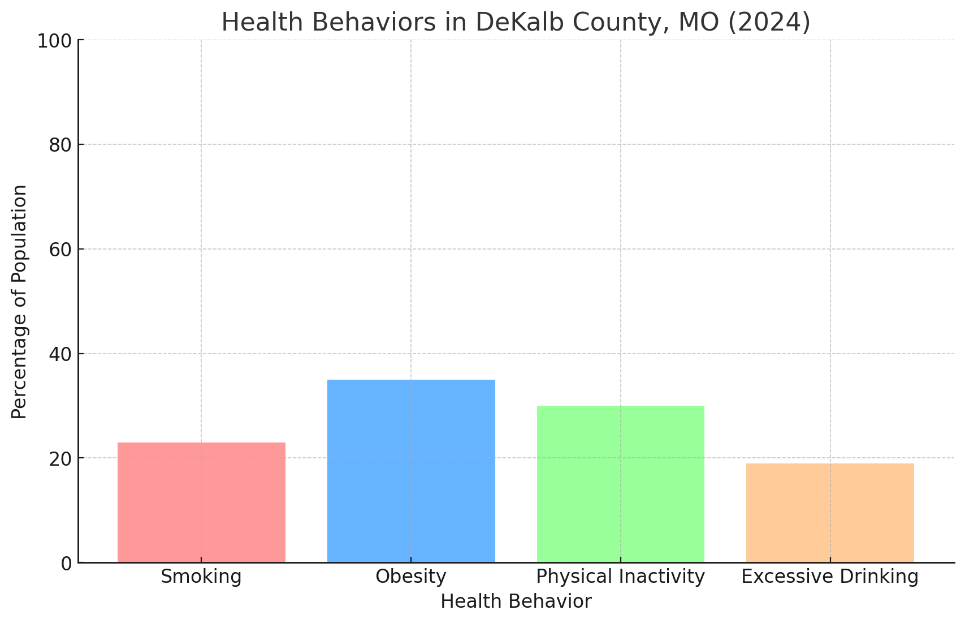 Health Behaviors in DeKalb County, MO (2024)
Percentage of Population
100
80
60
40
20
0
Smoking
Obesity
Physical Inactivity
Excessive Drinking
Health Behavior